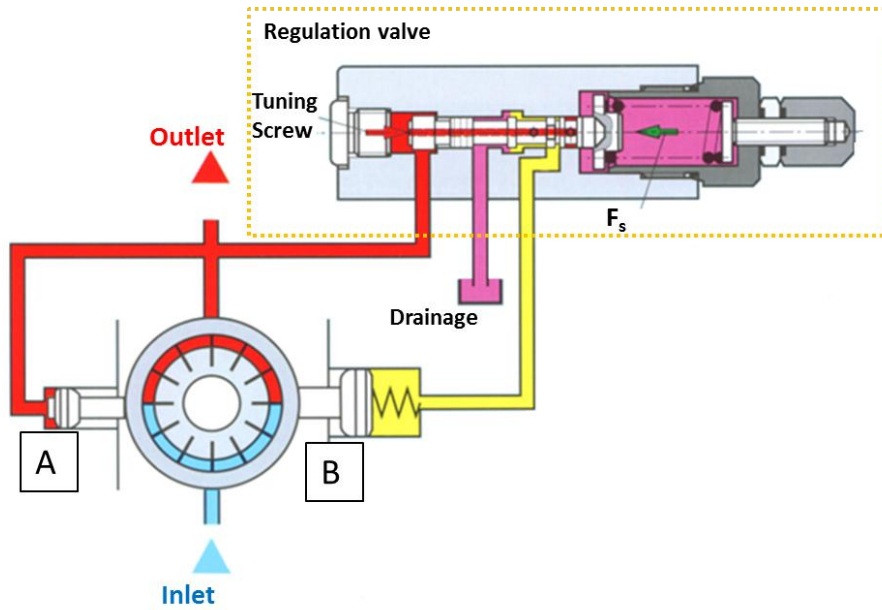 Regulation valve
Tuning
Screw
Outlet
Fs
Drainage
A
B
Inlet